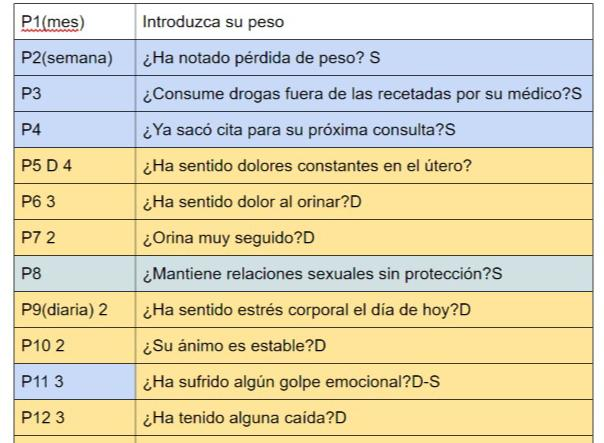 P1(mes) Introduzca su peso
P2(semana) ¿Ha notado pérdida de peso? S
P3 ¿Consume drogas fuera de las recetadas por su médico?S
P4 ¿Ya sacó cita para su próxima consulta?S
P5 D 4 ¿Ha sentido dolores constantes en el útero?
P6 3 ¿Ha sentido dolor al orinar?D
P7 2 ¿Orina muy seguido?D
P8 ¿Mantiene relaciones sexuales sin protección?S
P9(diaria) 2 ¿Ha sentido estrés corporal el día de hoy?D
P10 2 ¿Su ánimo es estable?D
P11 3 ¿Ha sufrido algún golpe emocional?D-S
P12 3 ¿Ha tenido alguna caída?D